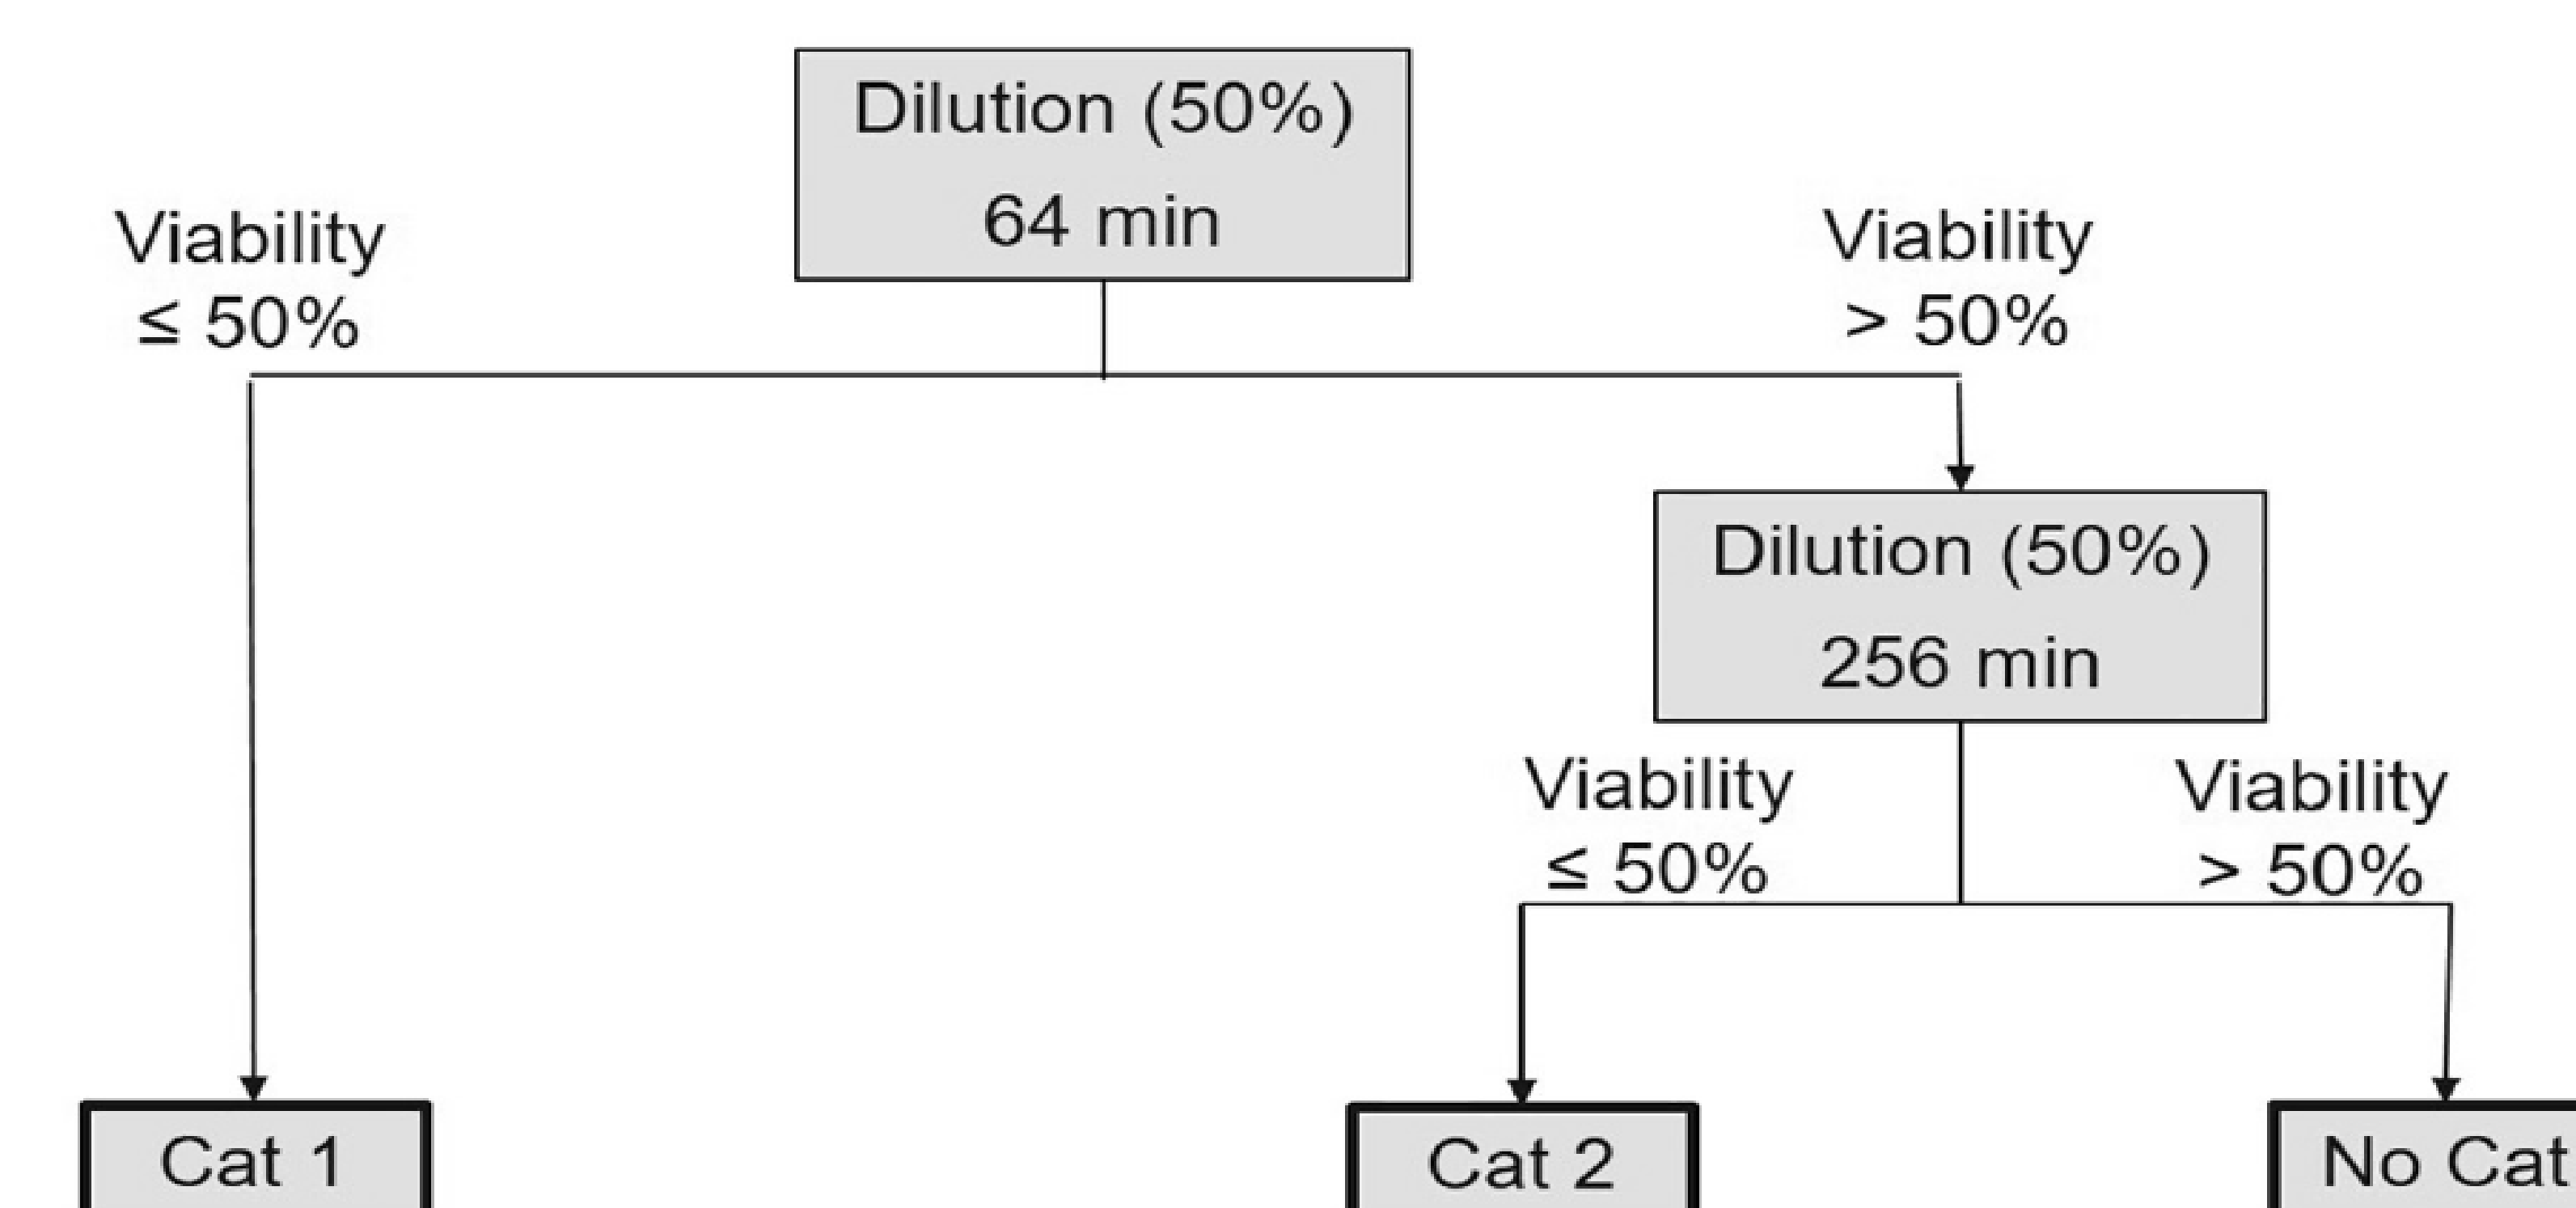 Dilution (50%)
64 min
Viability
≤ 50%
Viability
> 50%
Dilution (50%)
256 min
Viability
≤ 50%
Viability
> 50%
Cat 1
Cat 2
No Cat